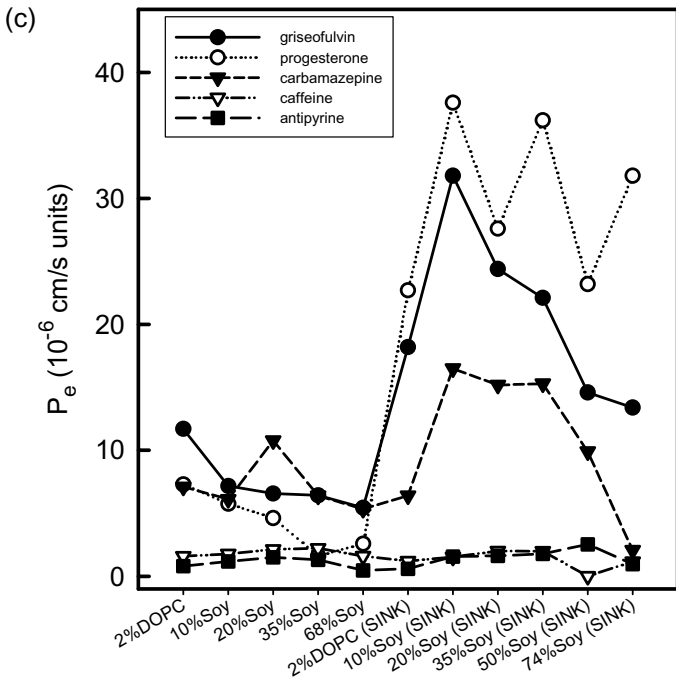 (c)
griseofulvin
progesterone
carbamazepine
caffeine
antipyrine
40
30
20
10
0
Pe (10-6 cm/s units)
2%DOPC
10%Soy
20%Soy
35%Soy
68%Soy
2%DOPC (SINK)
10%Soy (SINK)
20%Soy (SINK)
35%Soy (SINK)
50%Soy (SINK)
74%Soy (SINK)